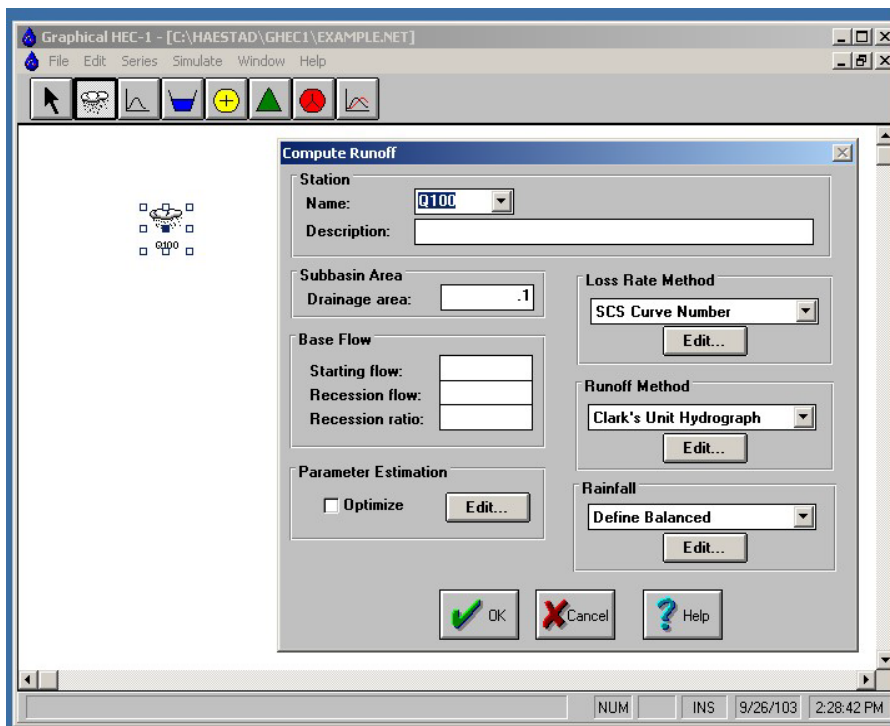 Graphical HEC-1 - [C:\HAESTAD\GHEC1\EXAMPLE.NET]
File Edit Series Simulate Window Help
Q100
Compute Runoff
Station
Name: Q100
Description:
Subbasin Area
Drainage area: .1
Base Flow
Starting flow:
Recession flow:
Recession ratio:
Parameter Estimation
Optimize Edit...
Loss Rate Method
SCS Curve Number
Edit...
Runoff Method
Clark's Unit Hydrograph
Edit...
Rainfall
Define Balanced
Edit...
OK Cancel Help
NUM INS 9/26/103 2:28:42 PM